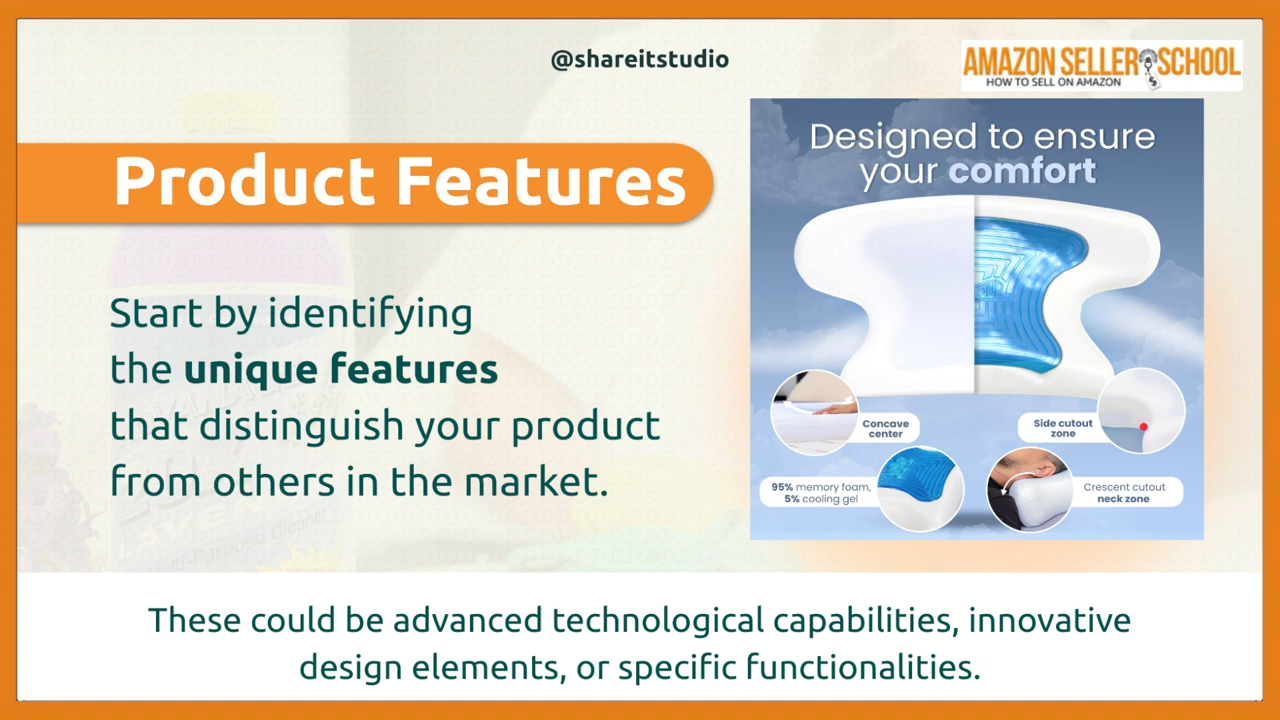 @shareitstudio
AMAZON SELLER SCHOOL
HOW TO SELL ON AMAZON
Product Features
Start by identifying
the unique features
that distinguish your product
from others in the market.
Designed to ensure
your comfort
Concave
center
Side cutout
zone
95% memory foam,
5% cooling gel
Crescent cutout
neck zone
These could be advanced technological capabilities, innovative
design elements, or specific functionalities.